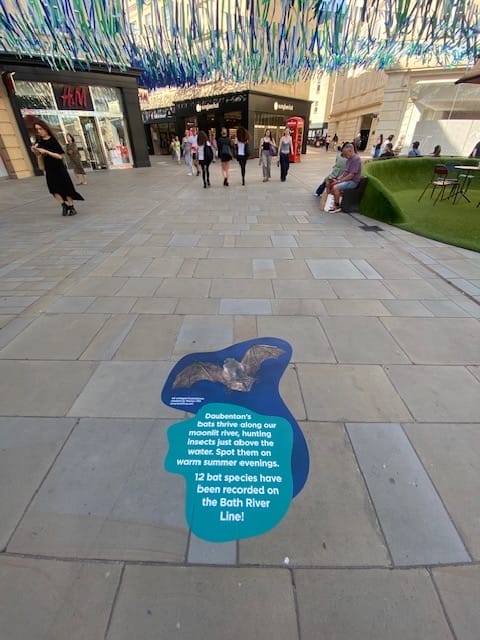 H&M
Daubenton's
bats thrive along our
moonlit river, hunting
insects just above the
water. Spot them on
warm summer evenings.
12 bat species have
been recorded on
the Bath River
Line!